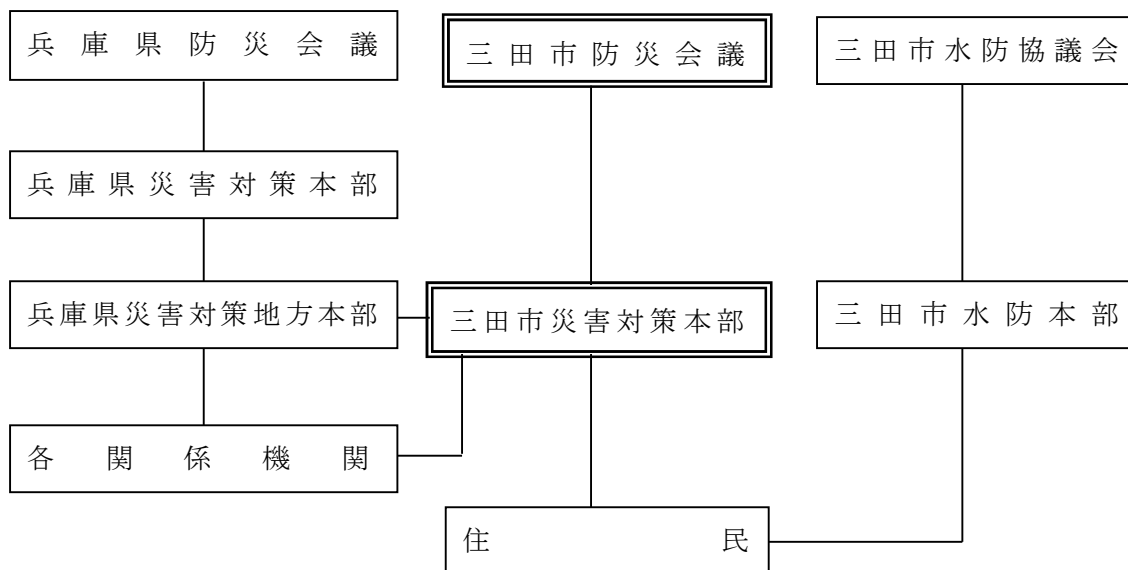 兵庫県防災会議
三田市防災会議
三田市水防協議会
兵庫県災害対策本部
兵庫県災害対策地方本部
三田市災害対策本部
三田市水防本部
各関係機関
住民